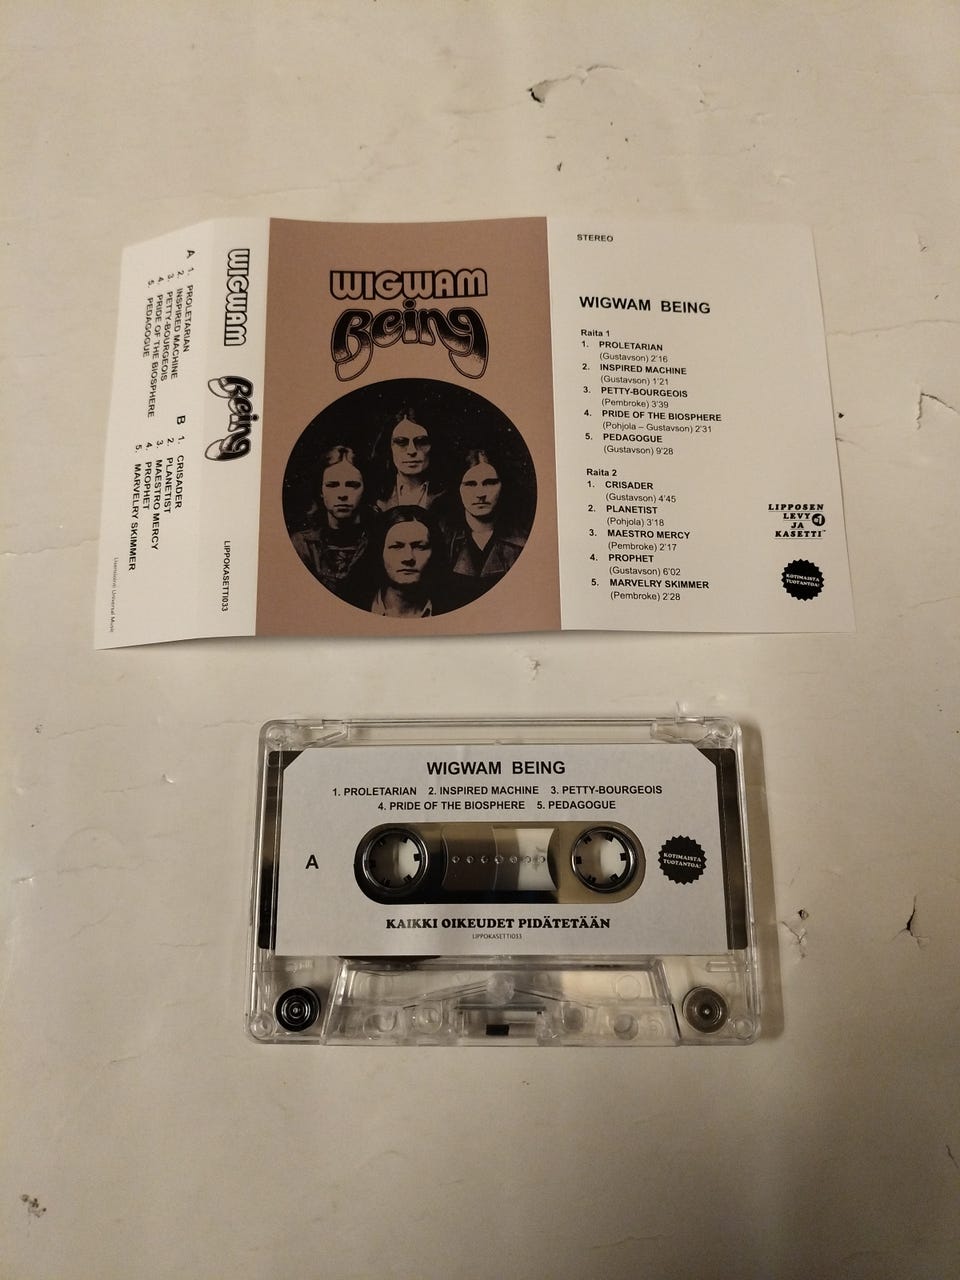 A
1. PROLETARIAN
2. INSPIRED MACHINE
3. PETTY-BOURGEOIS
4. PRIDE OF THE BIOSPHERE
5. PEDAGOGUE
B
1. CRISADER
2. PLANETIST
3. MAESTRO MERCY
4. PROPHET
5. MARVELRY SKIMMER
Lisensiointi Universal Music
WIGWAM
Being
LIPPOKASETTI033
WIGWAM
Being
STEREO
WIGWAM BEING
Raita 1
1. PROLETARIAN
(Gustavson) 2'16
2. INSPIRED MACHINE
(Gustavson) 1'21
3. PETTY-BOURGEOIS
(Pembroke) 3'39
4. PRIDE OF THE BIOSPHERE
(Pohjola – Gustavson) 2'31
5. PEDAGOGUE
(Gustavson) 9'28
Raita 2
1. CRISADER
(Gustavson) 4'45
2. PLANETIST
(Pohjola) 3'18
3. MAESTRO MERCY
(Pembroke) 2'17
4. PROPHET
(Gustavson) 6'02
5. MARVELRY SKIMMER
(Pembroke) 2'28
LIPPOSEN
LEVY
JA
KASETTI
KOTIMAISTA
TUOTANTOA!
WIGWAM BEING
1. PROLETARIAN 2. INSPIRED MACHINE 3. PETTY-BOURGEOIS
4. PRIDE OF THE BIOSPHERE 5. PEDAGOGUE
A
KOTIMAISTA
TUOTANTOA!
KAIKKI OIKEUDET PIDÄTETÄÄN
LIPPOKASETTI033